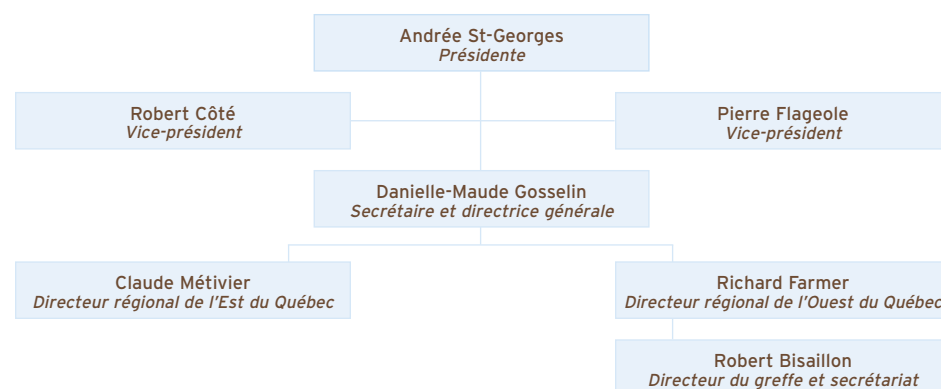 Andrée St-Georges
Présidente
Robert Côté
Vice-président
Pierre Flageole
Vice-président
Danielle-Maude Gosselin
Secrétaire et directrice générale
Claude Métivier
Directeur régional de l'Est du Québec
Richard Farmer
Directeur régional de l'Ouest du Québec
Robert Bisaillon
Directeur du greffe et secrétariat